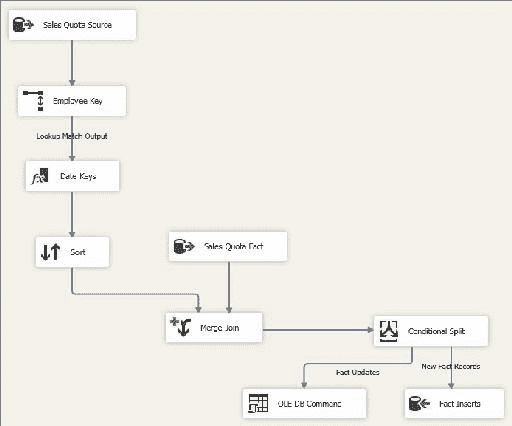 Sales Quota Source
Employee Key
Lookup Match Output
Date Keys
Sort
Sales Quota Fact
Merge Join
Conditional Split
Fact Updates
New Fact Records
OLE DB Command
Fact Inserts